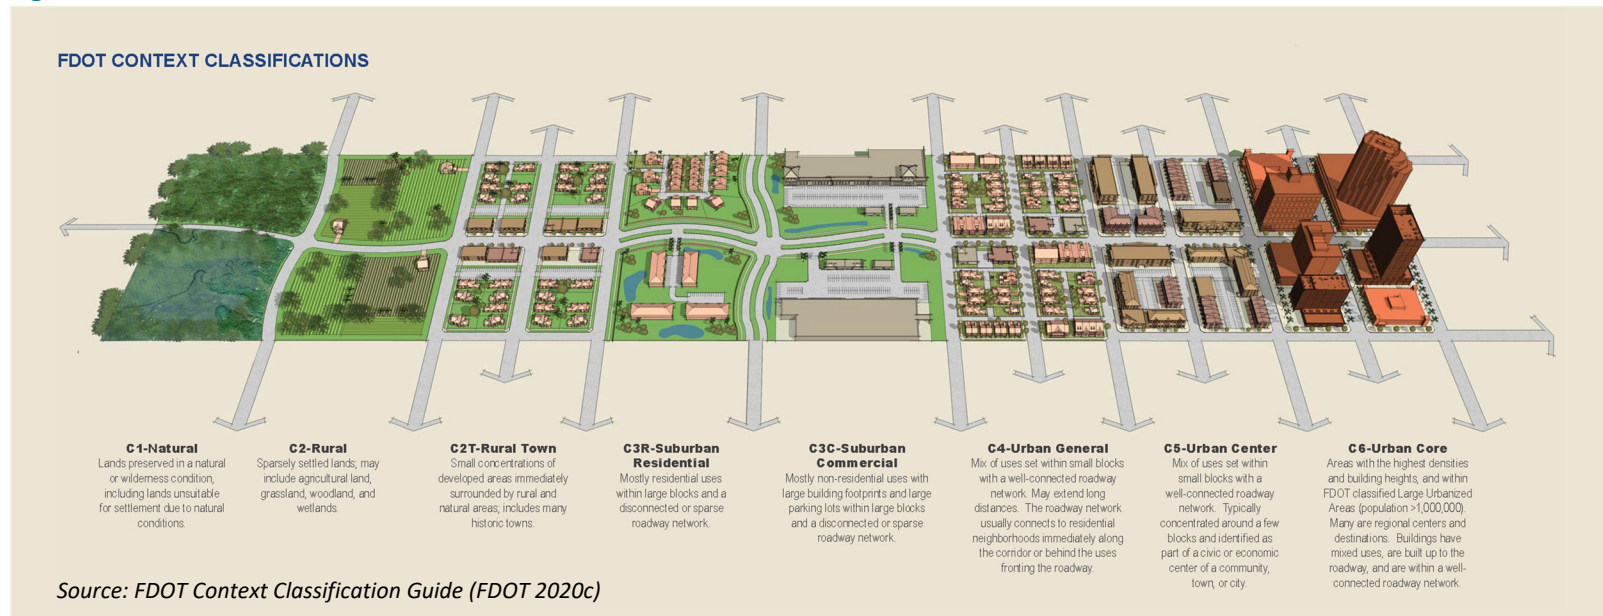 FDOT CONTEXT CLASSIFICATIONS
C1-Natural
Lands preserved in a natural
or wilderness condition,
including lands unsuitable
for settlement due to natural
conditions.
C2-Rural
Sparsely settled lands; may
include agricultural land,
grassland, woodland, and
wetlands.
C2T-Rural Town
Small concentrations of
developed areas immediately
surrounded by rural and
natural areas; includes many
historic towns.
C3R-Suburban
Residential
Mostly residential uses
within large blocks and a
disconnected or sparse
roadway network.
C3C-Suburban
Commercial
Mostly non-residential uses with
large building footprints and large
parking lots within large blocks
and a disconnected or sparse
roadway network.
C4-Urban General
Mix of uses set within small blocks
with a well-connected roadway
network. May extend long
distances. The roadway network
usually connects to residential
neighborhoods immediately along
the corridor or behind the uses
fronting the roadway.
C5-Urban Center
Mix of uses set within
small blocks with a
well-connected roadway
network. Typically
concentrated around a few
blocks and identified as
part of a civic or economic
center of a community,
town, or city.
C6-Urban Core
Areas with the highest densities
and building heights, and within
FDOT classified Large Urbanized
Areas (population >1,000,000).
Many are regional centers and
destinations. Buildings have
mixed uses, are built up to the
roadway, and are within a well-
connected roadway network.
Source: FDOT Context Classification Guide (FDOT 2020c)